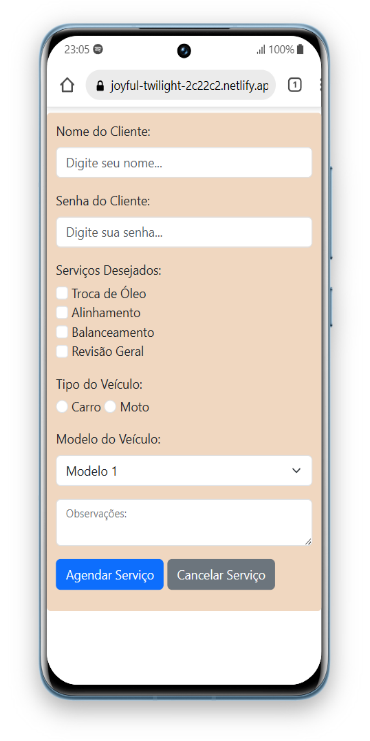 23:05
100%
joyful-twilight-2c22c2.netlify.ap
1
Nome do Cliente:
Digite seu nome...
Senha do Cliente:
Digite sua senha...
Serviços Desejados:
Troca de Óleo
Alinhamento
Balanceamento
Revisão Geral
Tipo do Veículo:
Carro Moto
Modelo do Veículo:
Modelo 1
Observações:
Agendar Serviço Cancelar Serviço